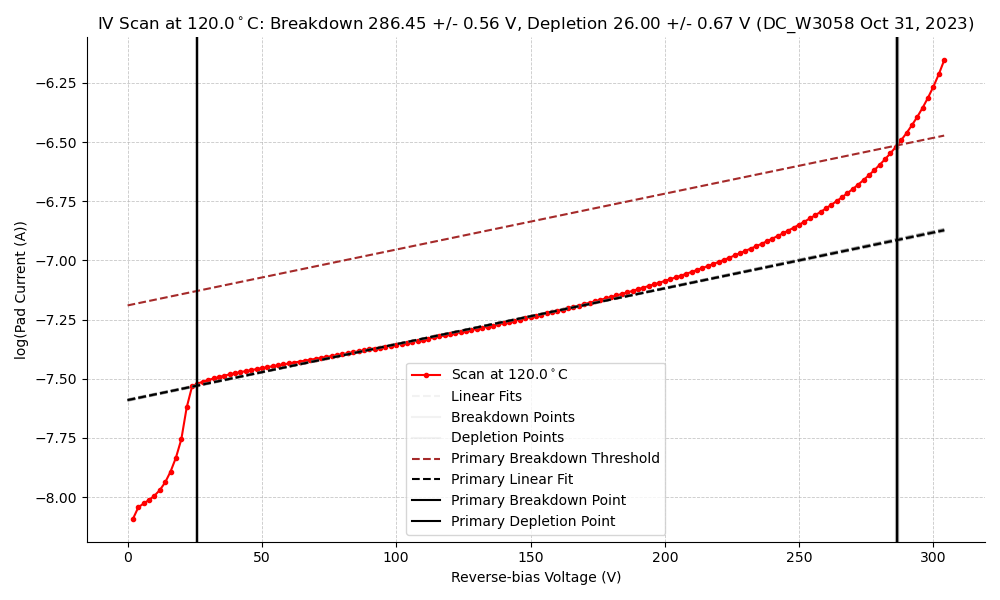 IV Scan at 120.0°C: Breakdown 286.45 +/- 0.56 V, Depletion 26.00 +/- 0.67 V (DC_W3058 Oct 31, 2023)
−6.25
−6.50
−6.75
−7.00
−7.25
−7.50
−7.75
−8.00
log(Pad Current (A))
Scan at 120.0°C
Linear Fits
Breakdown Points
Depletion Points
Primary Breakdown Threshold
Primary Linear Fit
Primary Breakdown Point
Primary Depletion Point
0 50 100 150 200 250 300
Reverse-bias Voltage (V)